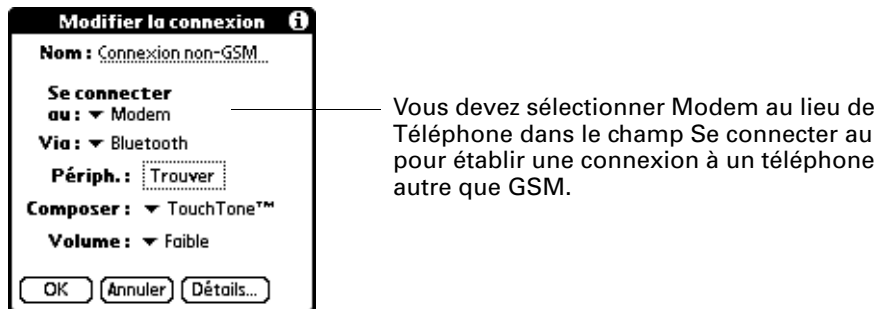 Modifier la connexion
Nom : Connexion non-GSM
Se connecter
au : Modem
Via : Bluetooth
Périph. : Trouver
Composer : TouchTone™
Volume : Faible
OK Annuler Détails...
Vous devez sélectionner Modem au lieu de
Téléphone dans le champ Se connecter au
pour établir une connexion à un téléphone
autre que GSM.